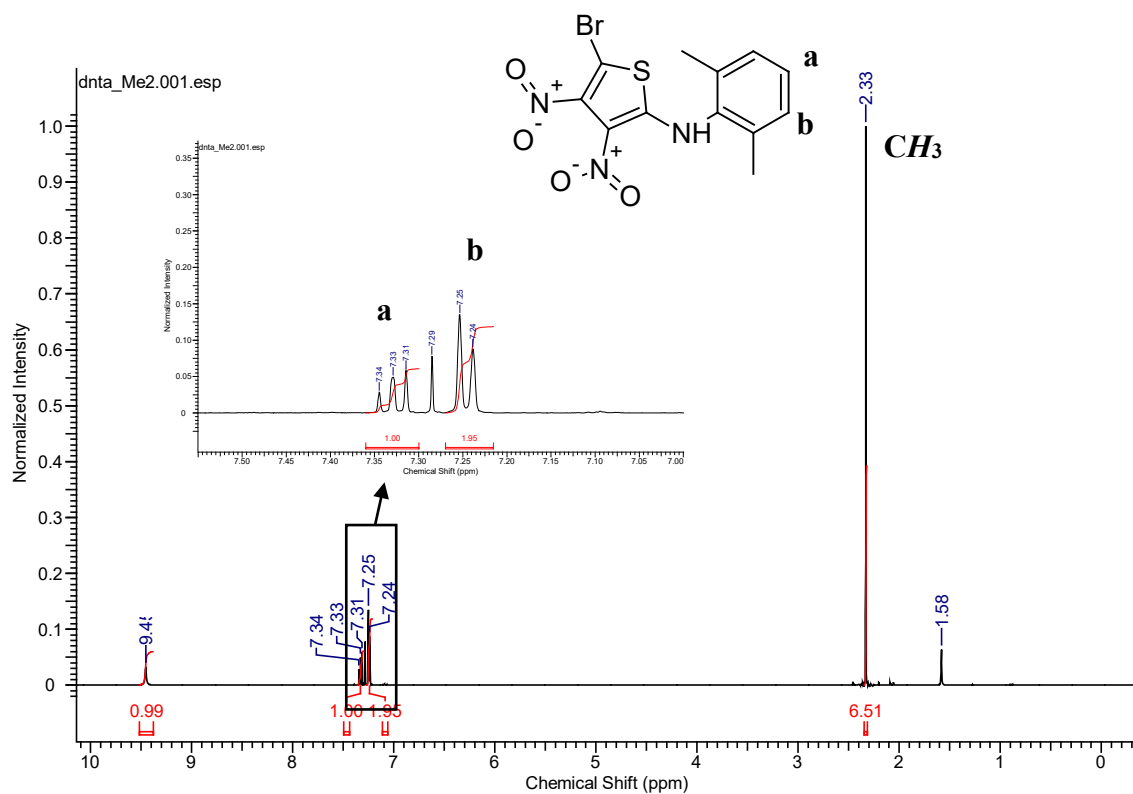 dnta_Me2.001.esp
Br
S
O
N
+
O
-
NH
N
+
O
-
O
a
b
2.33
CH3
dnta_Me2.001.esp
0.35
0.30
0.25
0.20
0.15
0.10
0.05
0
Normalized Intensity
a
b
7.34
7.33
7.31
7.29
7.25
7.24
1.00
1.95
7.50 7.45 7.40 7.35 7.30 7.25 7.20 7.15 7.10 7.05 7.00
Chemical Shift (ppm)
1.0
0.9
0.8
0.7
0.6
0.5
0.4
0.3
0.2
0.1
0
Normalized Intensity
9.45
7.34
7.33
7.31
7.25
7.24
1.58
0.99
1.00
1.95
6.51
10 9 8 7 6 5 4 3 2 1 0
Chemical Shift (ppm)